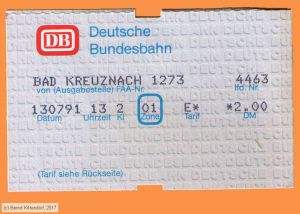 DB Deutsche
Bundesbahn
BAD KREUZNACH 1273 4463
von (Ausgabestelle) FAA-Nr. lfd. Nr.
130791 13 2 01 E* *2.00
Datum Uhrzeit Kl Zone Tarif DM
(Tarif siehe Rückseite)
(c) Bernd Kittendorf, 2017